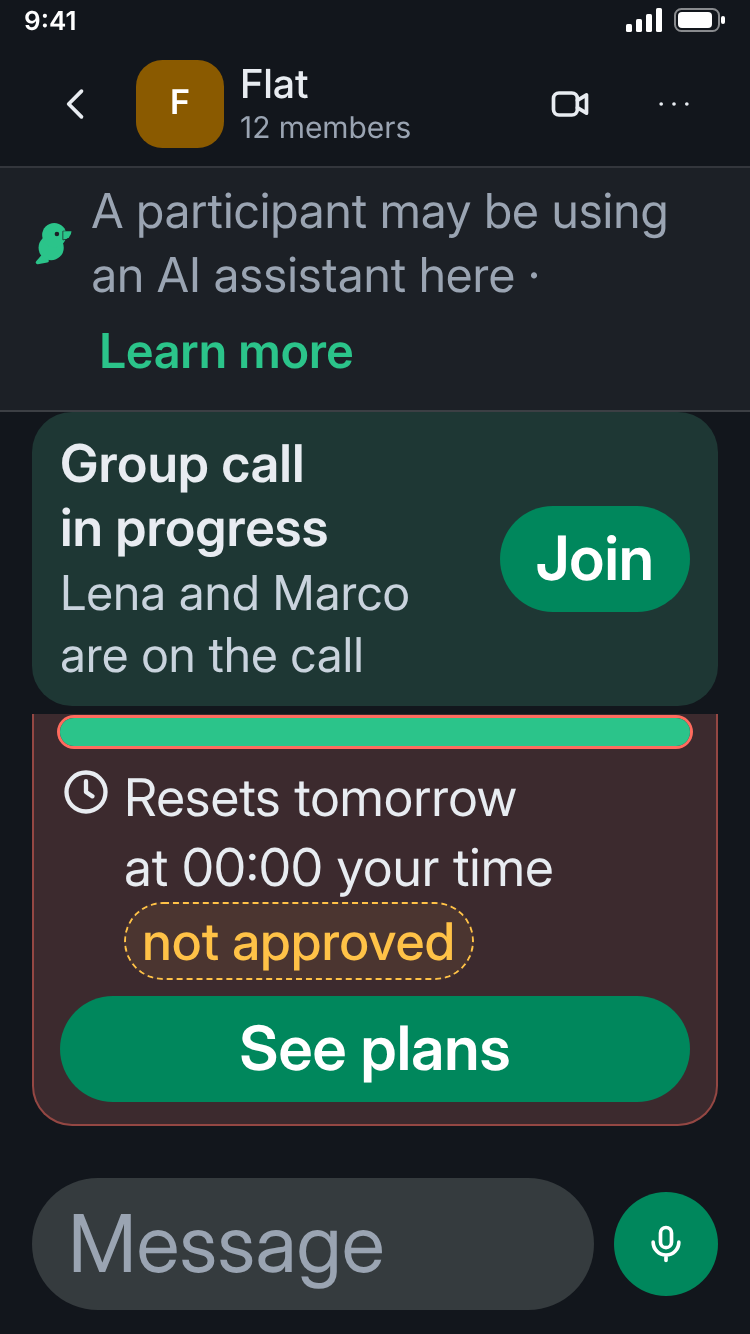 9:41
F
Flat
12 members
A participant may be using
an AI assistant here ·
Learn more
Group call
in progress
Lena and Marco
are on the call
Join
Resets tomorrow
at 00:00 your time
not approved
See plans
Message